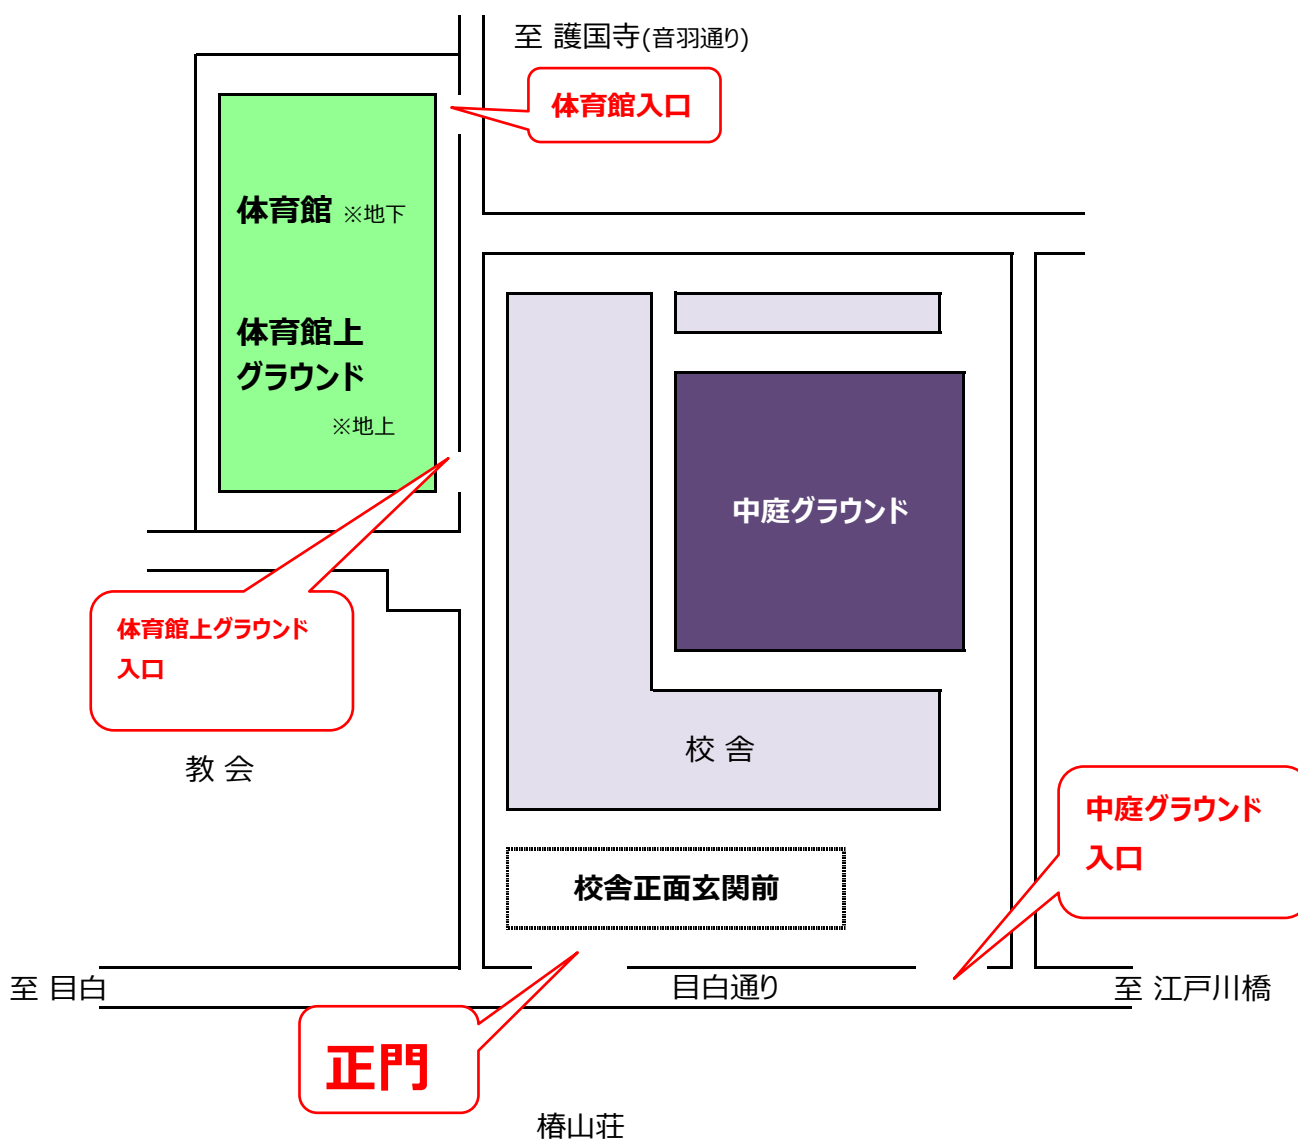 至 護国寺(音羽通り)
体育館入口
体育館 ※地下
体育館上
グラウンド
※地上
中庭グラウンド
体育館上グラウンド
入口
校 舎
教 会
中庭グラウンド
入口
校舎正面玄関前
至 目白
目白通り
至 江戸川橋
正門
椿山荘